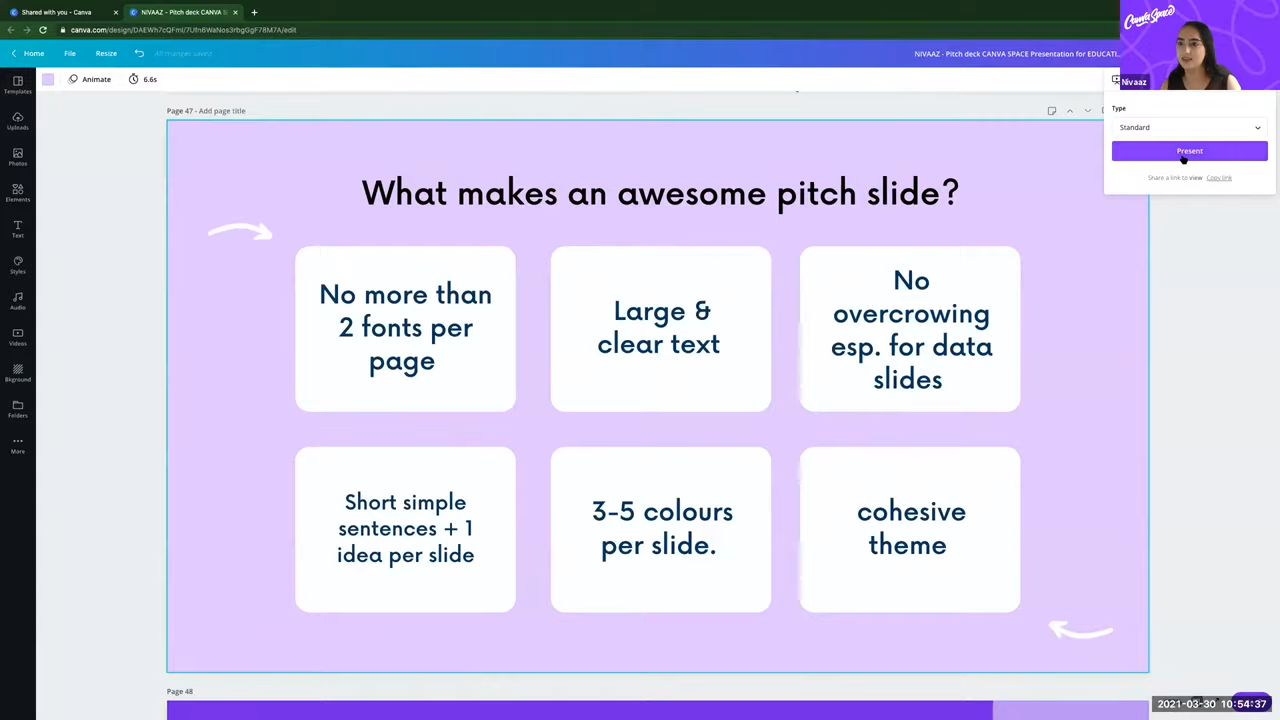 Shared with you - Canva
NIVAAZ - Pitch deck CANVA S
canva.com/design/DAEWh7cQFmI/7Ufn6WaNos3rbgGgF78M7A/edit
Home
File
Resize
All changes saved
NIVAAZ - Pitch deck CANVA SPACE Presentation for EDUCATI
Canva Space
Nivaaz
Templates
Uploads
Photos
Elements
Text
Styles
Audio
Videos
Bkground
Folders
More
Animate
6.6s
Type
Standard
Present
Share a link to view Copy link
Page 47 - Add page title
What makes an awesome pitch slide?
No more than
2 fonts per
page
Large &
clear text
No
overcrowing
esp. for data
slides
Short simple
sentences + 1
idea per slide
3-5 colours
per slide.
cohesive
theme
Page 48
2021-03-30 10:54:37